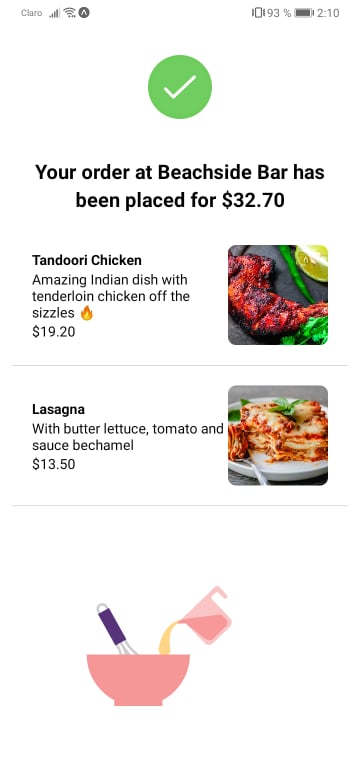 Claro 93 % 2:10
Your order at Beachside Bar has
been placed for $32.70
Tandoori Chicken
Amazing Indian dish with
tenderloin chicken off the
sizzles 🔥
$19.20
Lasagna
With butter lettuce, tomato and
sauce bechamel
$13.50